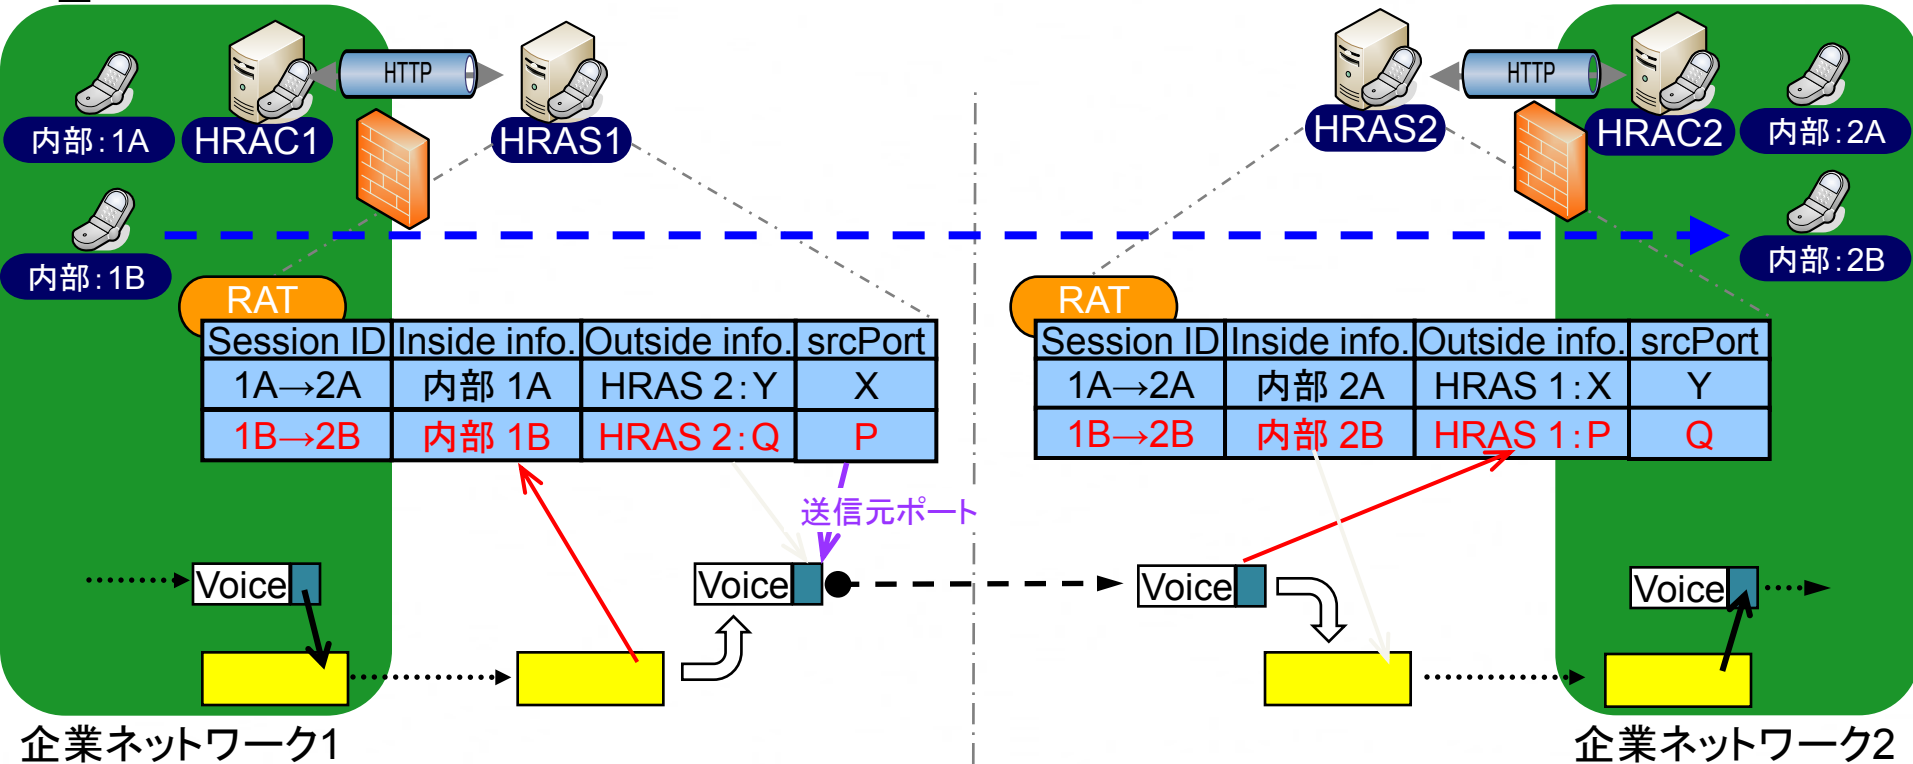 HTTP
HTTP
内部:1A
HRAC1
HRAS1
HRAS2
HRAC2
内部:2A
内部:1B
内部:2B
RAT
Session ID Inside info. Outside info. srcPort
1A→2A 内部 1A HRAS 2:Y X
1B→2B 内部 1B HRAS 2:Q P
RAT
Session ID Inside info. Outside info. srcPort
1A→2A 内部 2A HRAS 1:X Y
1B→2B 内部 2B HRAS 1:P Q
送信元ポート
Voice
Voice
Voice
Voice
企業ネットワーク1
企業ネットワーク2